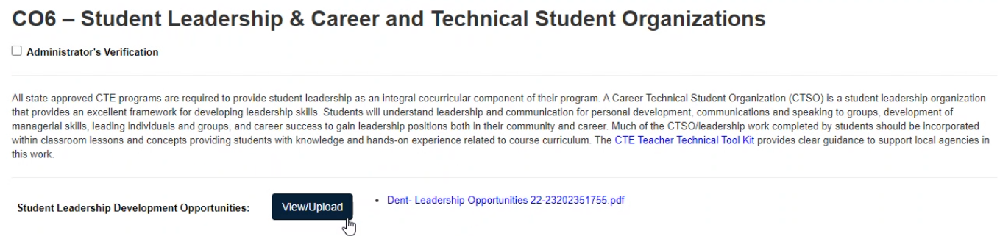 CO6 – Student Leadership & Career and Technical Student Organizations
Administrator's Verification
All state approved CTE programs are required to provide student leadership as an integral cocurricular component of their program. A Career Technical Student Organization (CTSO) is a student leadership organization
that provides an excellent framework for developing leadership skills. Students will understand leadership and communication for personal development, communications and speaking to groups, development of
managerial skills, leading individuals and groups, and career success to gain leadership positions both in their community and career. Much of the CTSO/leadership work completed by students should be incorporated
within classroom lessons and concepts providing students with knowledge and hands-on experience related to course curriculum. The CTE Teacher Technical Tool Kit provides clear guidance to support local agencies in
this work.
Student Leadership Development Opportunities: View/Upload • Dent- Leadership Opportunities 22-23202351755.pdf